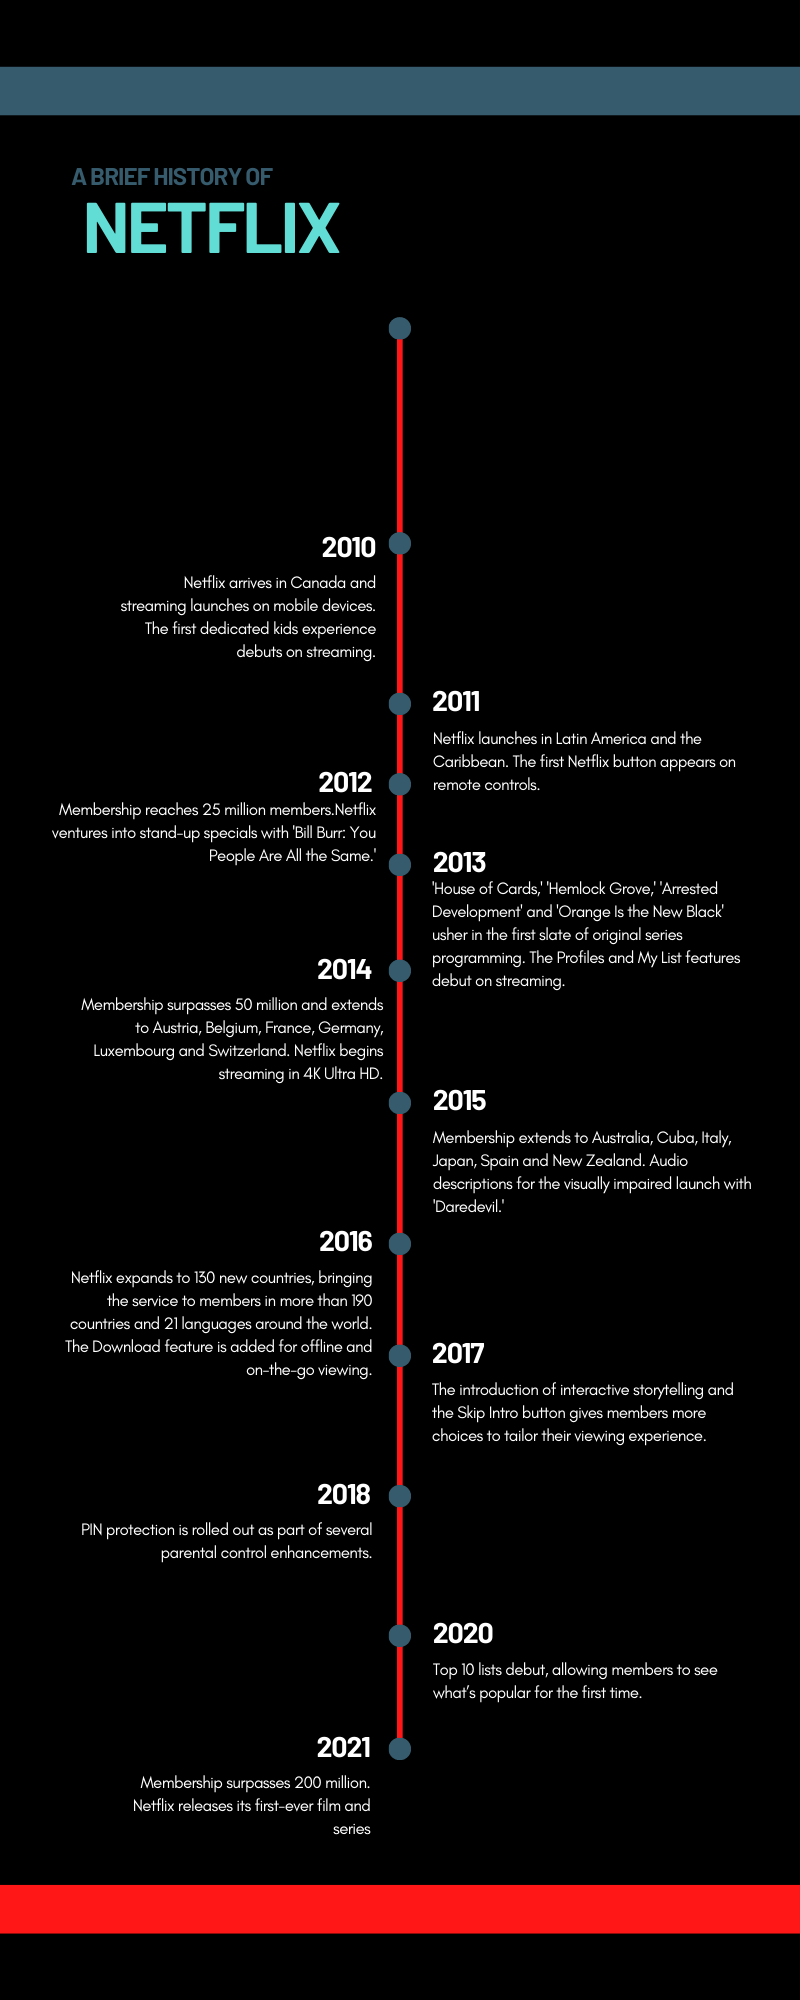 A BRIEF HISTORY OF
NETFLIX
2010
Netflix arrives in Canada and
streaming launches on mobile devices.
The first dedicated kids experience
debuts on streaming.
2011
Netflix launches in Latin America and the
Caribbean. The first Netflix button appears on
remote controls.
2012
Membership reaches 25 million members.Netflix
ventures into stand-up specials with 'Bill Burr: You
People Are All the Same.'
2013
'House of Cards,' 'Hemlock Grove,' 'Arrested
Development' and 'Orange Is the New Black'
usher in the first slate of original series
programming. The Profiles and My List features
debut on streaming.
2014
Membership surpasses 50 million and extends
to Austria, Belgium, France, Germany,
Luxembourg and Switzerland. Netflix begins
streaming in 4K Ultra HD.
2015
Membership extends to Australia, Cuba, Italy,
Japan, Spain and New Zealand. Audio
descriptions for the visually impaired launch with
'Daredevil.'
2016
Netflix expands to 130 new countries, bringing
the service to members in more than 190
countries and 21 languages around the world.
The Download feature is added for offline and
on-the-go viewing.
2017
The introduction of interactive storytelling and
the Skip Intro button gives members more
choices to tailor their viewing experience.
2018
PIN protection is rolled out as part of several
parental control enhancements.
2020
Top 10 lists debut, allowing members to see
what’s popular for the first time.
2021
Membership surpasses 200 million.
Netflix releases its first-ever film and
series